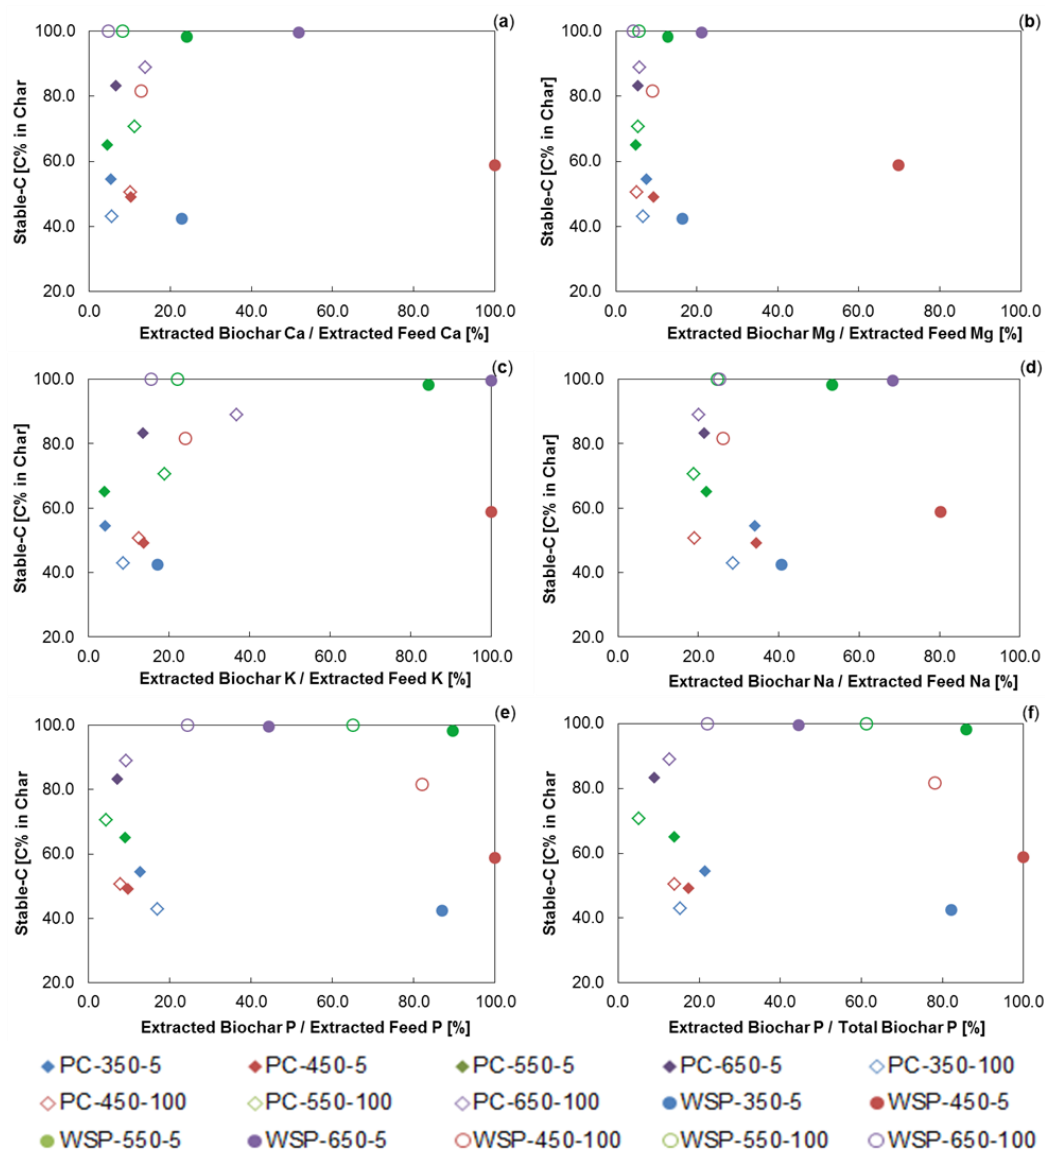 (a)
100.0
80.0
60.0
40.0
20.0
0.0 20.0 40.0 60.0 80.0 100.0
Stable-C [C% in Char
Extracted Biochar Ca / Extracted Feed Ca [%]
(b)
100.0
80.0
60.0
40.0
20.0
0.0 20.0 40.0 60.0 80.0 100.0
Stable-C [C% in Char]
Extracted Biochar Mg / Extracted Feed Mg [%]
(c)
100.0
80.0
60.0
40.0
20.0
0.0 20.0 40.0 60.0 80.0 100.0
Stable-C [C% in Char]
Extracted Biochar K / Extracted Feed K [%]
(d)
100.0
80.0
60.0
40.0
20.0
0.0 20.0 40.0 60.0 80.0 100.0
Stable-C [C% in Char]
Extracted Biochar Na / Extracted Feed Na [%]
(e)
100.0
80.0
60.0
40.0
20.0
0.0 20.0 40.0 60.0 80.0 100.0
Stable-C [C% in Char
Extracted Biochar P / Extracted Feed P [%]
(f)
100.0
80.0
60.0
40.0
20.0
0.0 20.0 40.0 60.0 80.0 100.0
Stable-C [C% in Char
Extracted Biochar P / Total Biochar P [%]
PC-350-5 PC-450-5 PC-550-5 PC-650-5 PC-350-100
PC-450-100 PC-550-100 PC-650-100 WSP-350-5 WSP-450-5
WSP-550-5 WSP-650-5 WSP-450-100 WSP-550-100 WSP-650-100